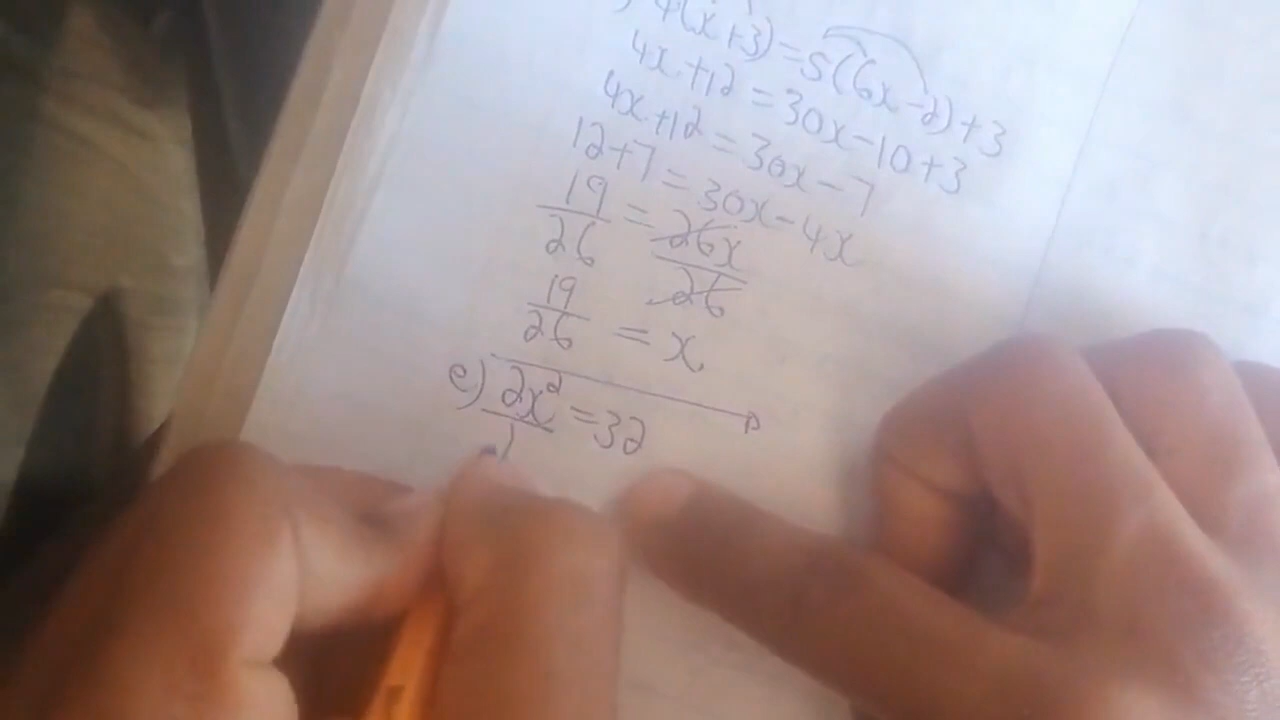 4(x+3)=5(6x-2)+3
4x+12=30x-10+3
4x+12=30x-7
12+7=30x-4x
19/26=26x/26
19/26=x
e) 2x²=32